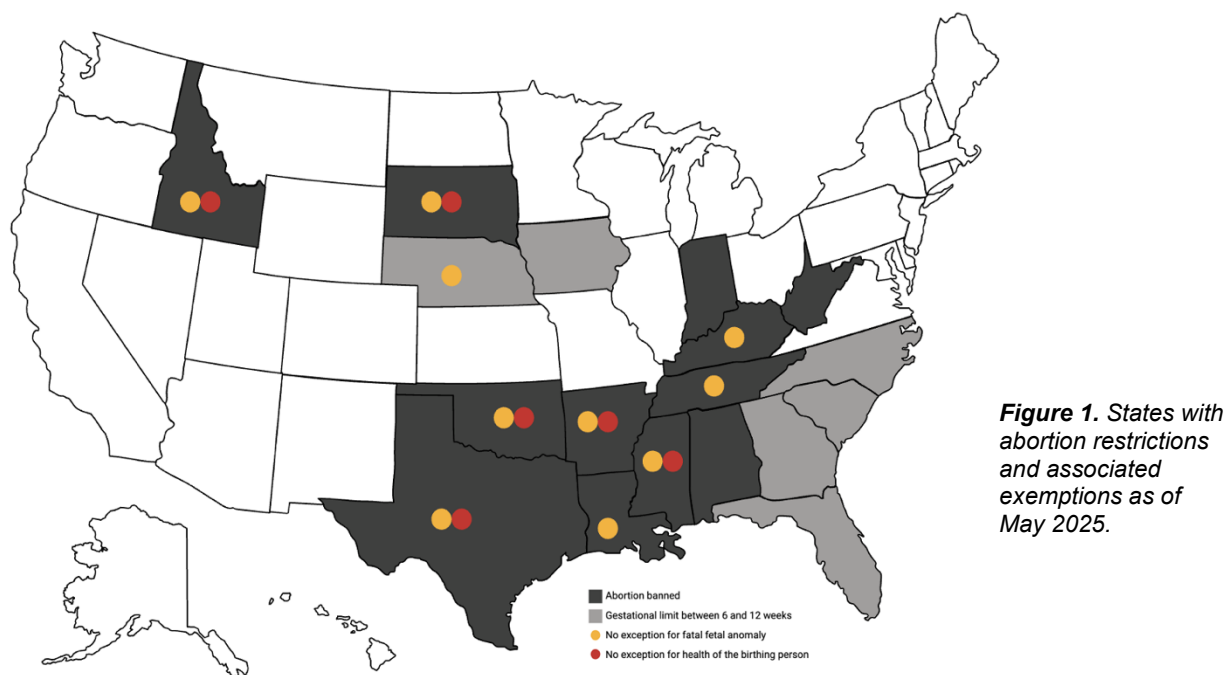 Figure 1. States with
abortion restrictions
and associated
exemptions as of
May 2025.
Abortion banned
Gestational limit between 6 and 12 weeks
No exception for fatal fetal anomaly
No exception for health of the birthing person